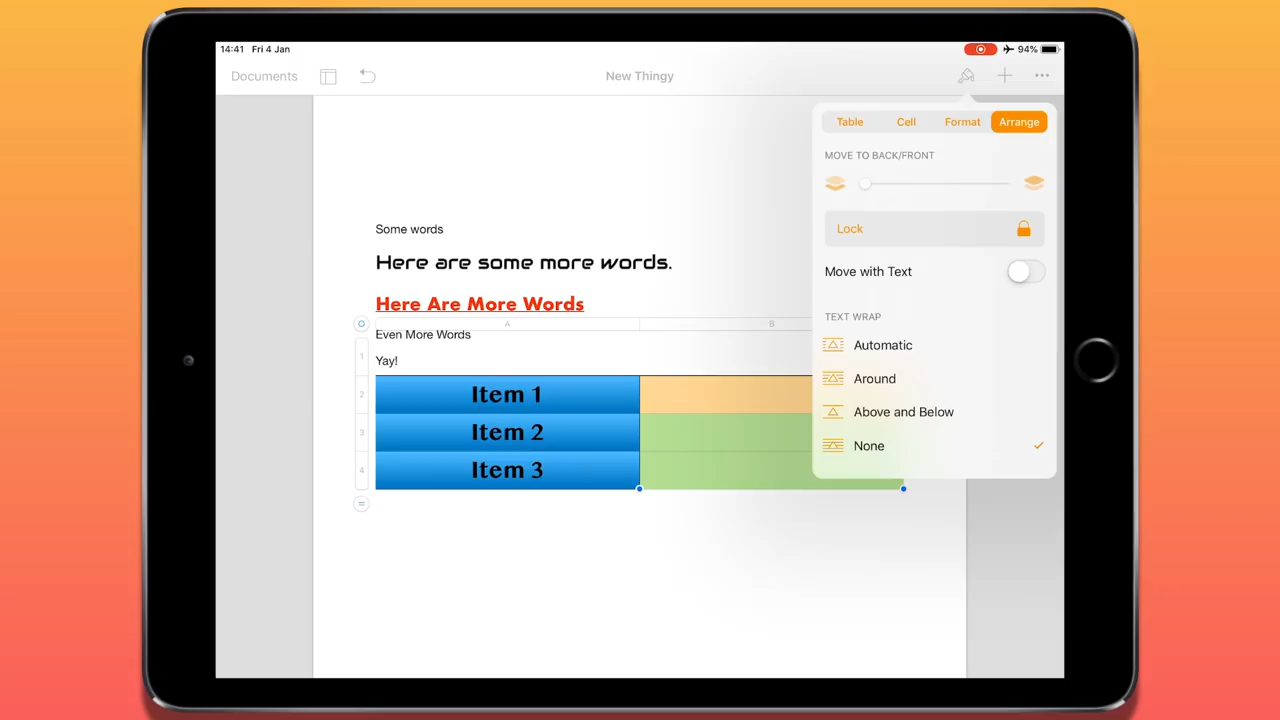 14:41 Fri 4 Jan
94%
Documents
New Thingy
Table Cell Format Arrange
MOVE TO BACK/FRONT
Lock
Move with Text
TEXT WRAP
Automatic
Around
Above and Below
None
Some words
Here are some more words.
Here Are More Words
A B
Even More Words
1 Yay!
2 Item 1
3 Item 2
4 Item 3